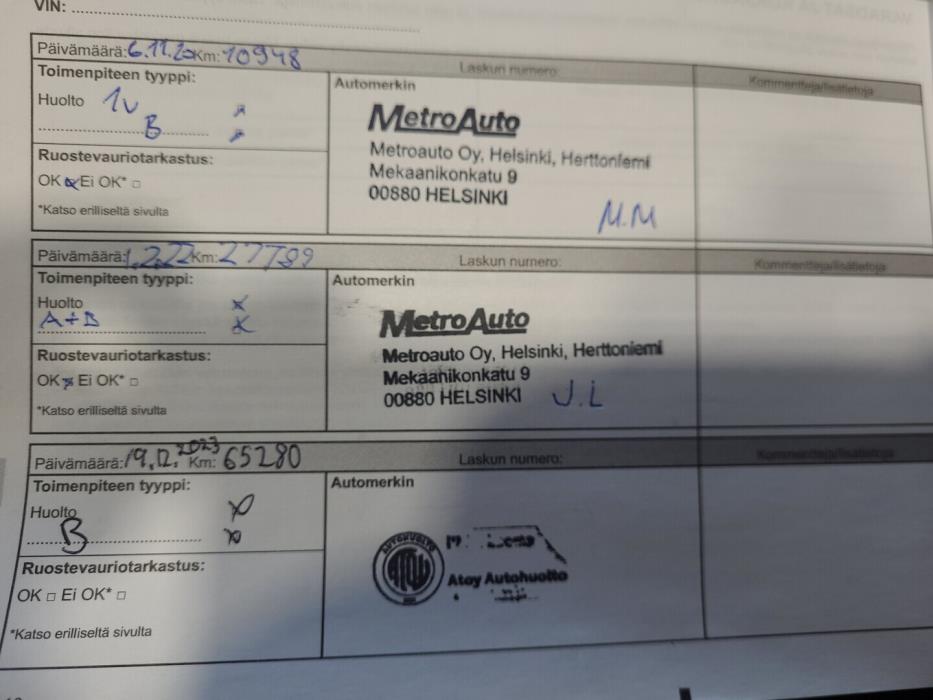 VIN:
Päivämäärä: 6.11.20 Km: 10948
Laskun numero:
Kommentteja/lisätietoja
Toimenpiteen tyyppi:
Automerkin
Huolto 1v x
B x
MetroAuto
Metroauto Oy, Helsinki, Herttoniemi
Mekaanikonkatu 9
00880 HELSINKI
M.M
Ruostevauriotarkastus:
OK x Ei OK* □
*Katso erilliseltä sivulta
Päivämäärä: 1.2.22 Km: 27789
Laskun numero:
Kommentteja/lisätietoja
Toimenpiteen tyyppi:
Automerkin
Huolto x
A+B x
MetroAuto
Metroauto Oy, Helsinki, Herttoniemi
Mekaanikonkatu 9
00880 HELSINKI
J.L
Ruostevauriotarkastus:
OK x Ei OK* □
*Katso erilliseltä sivulta
Päivämäärä: 19.12.2023 Km: 65280
Laskun numero:
Kommentteja/lisätietoja
Toimenpiteen tyyppi:
Automerkin
Huolto x
B x
AUTOHUOLTO
ATOY
Atoy Autohuolto
Ruostevauriotarkastus:
OK □ Ei OK* □
*Katso erilliseltä sivulta